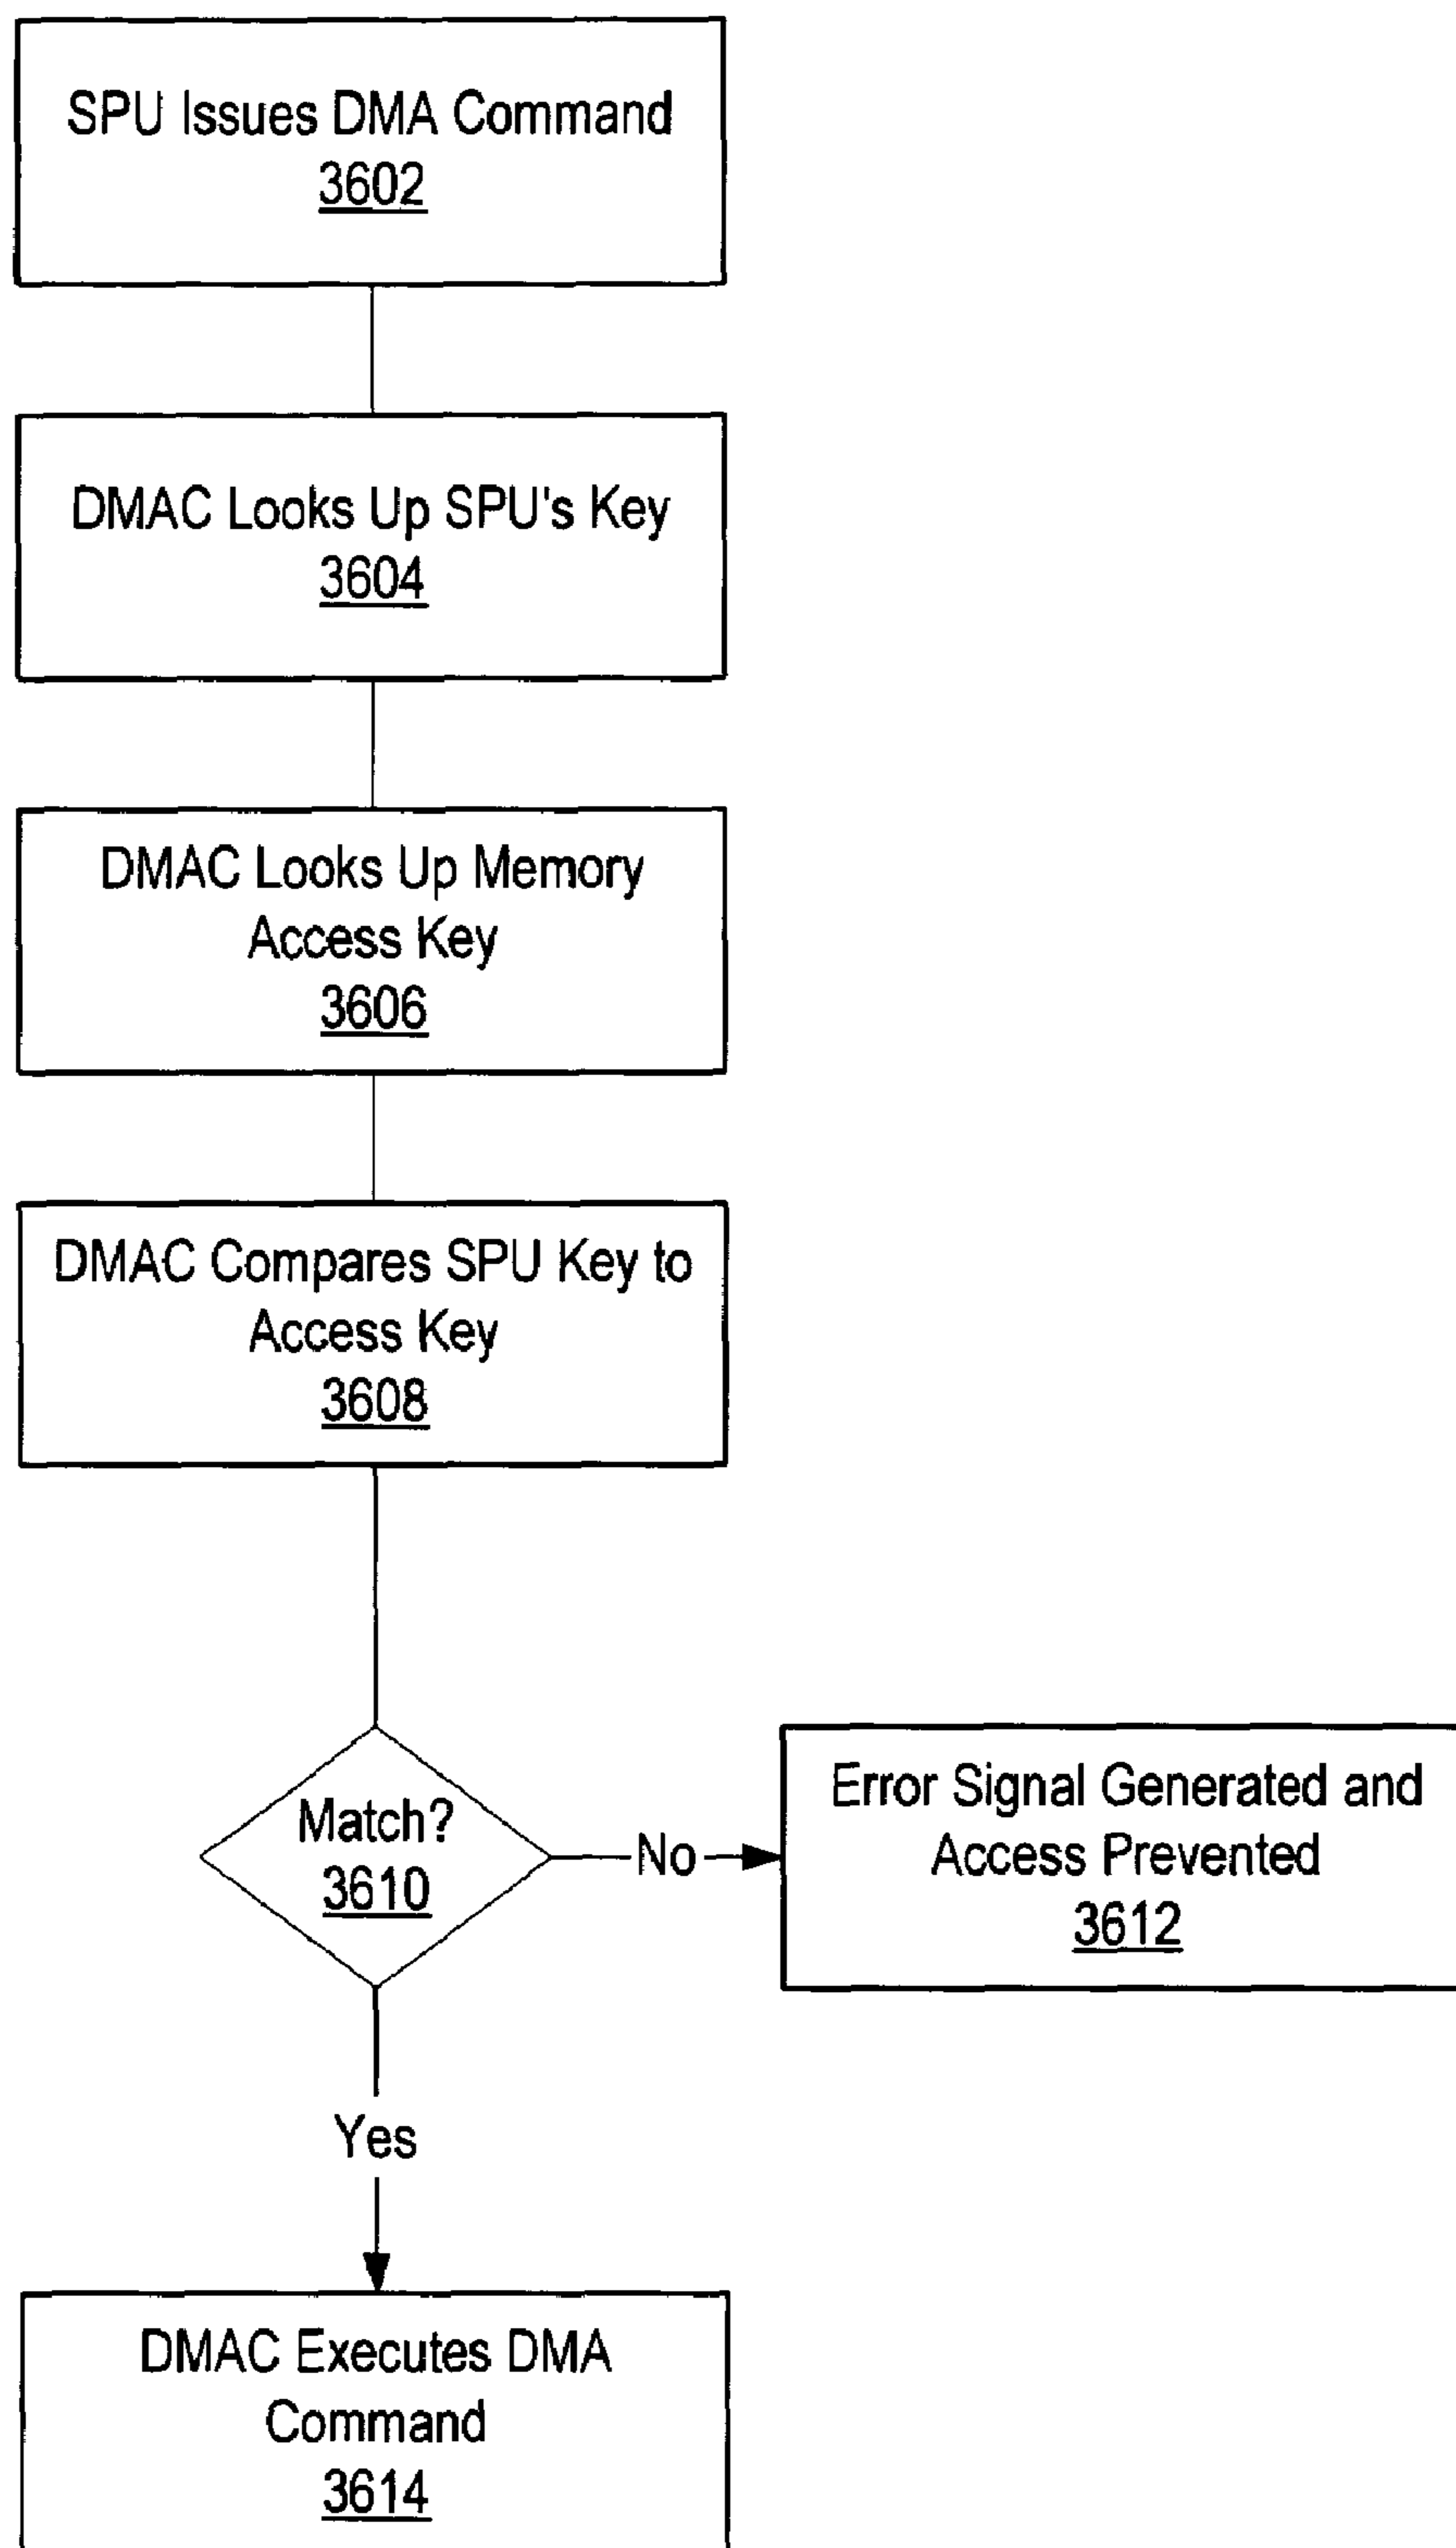 SPU Issues DMA Command
3602
DMAC Looks Up SPU's Key
3604
DMAC Looks Up Memory
Access Key
3606
DMAC Compares SPU Key to
Access Key
3608
Match?
3610
No
Error Signal Generated and
Access Prevented
3612
Yes
DMAC Executes DMA
Command
3614